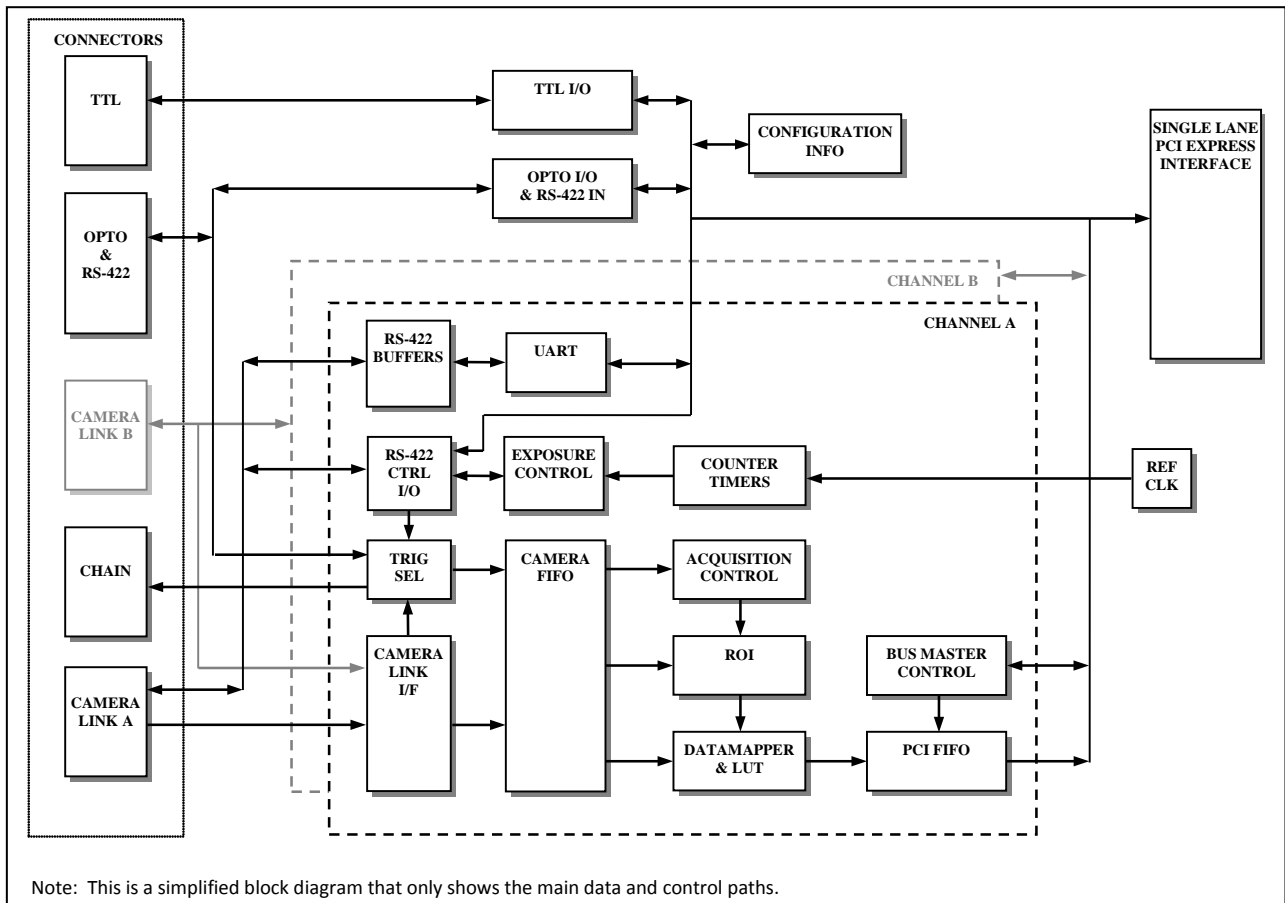 CONNECTORS
TTL
OPTO
&
RS-422
CAMERA
LINK B
CHAIN
CAMERA
LINK A
TTL I/O
OPTO I/O
& RS-422 IN
CONFIGURATION
INFO
SINGLE LANE
PCI EXPRESS
INTERFACE
CHANNEL B
CHANNEL A
RS-422
BUFFERS
UART
RS-422
CTRL
I/O
EXPOSURE
CONTROL
COUNTER
TIMERS
REF
CLK
TRIG
SEL
CAMERA
FIFO
ACQUISITION
CONTROL
CAMERA
LINK
I/F
ROI
BUS MASTER
CONTROL
DATAMAPPER
& LUT
PCI FIFO
Note: This is a simplified block diagram that only shows the main data and control paths.